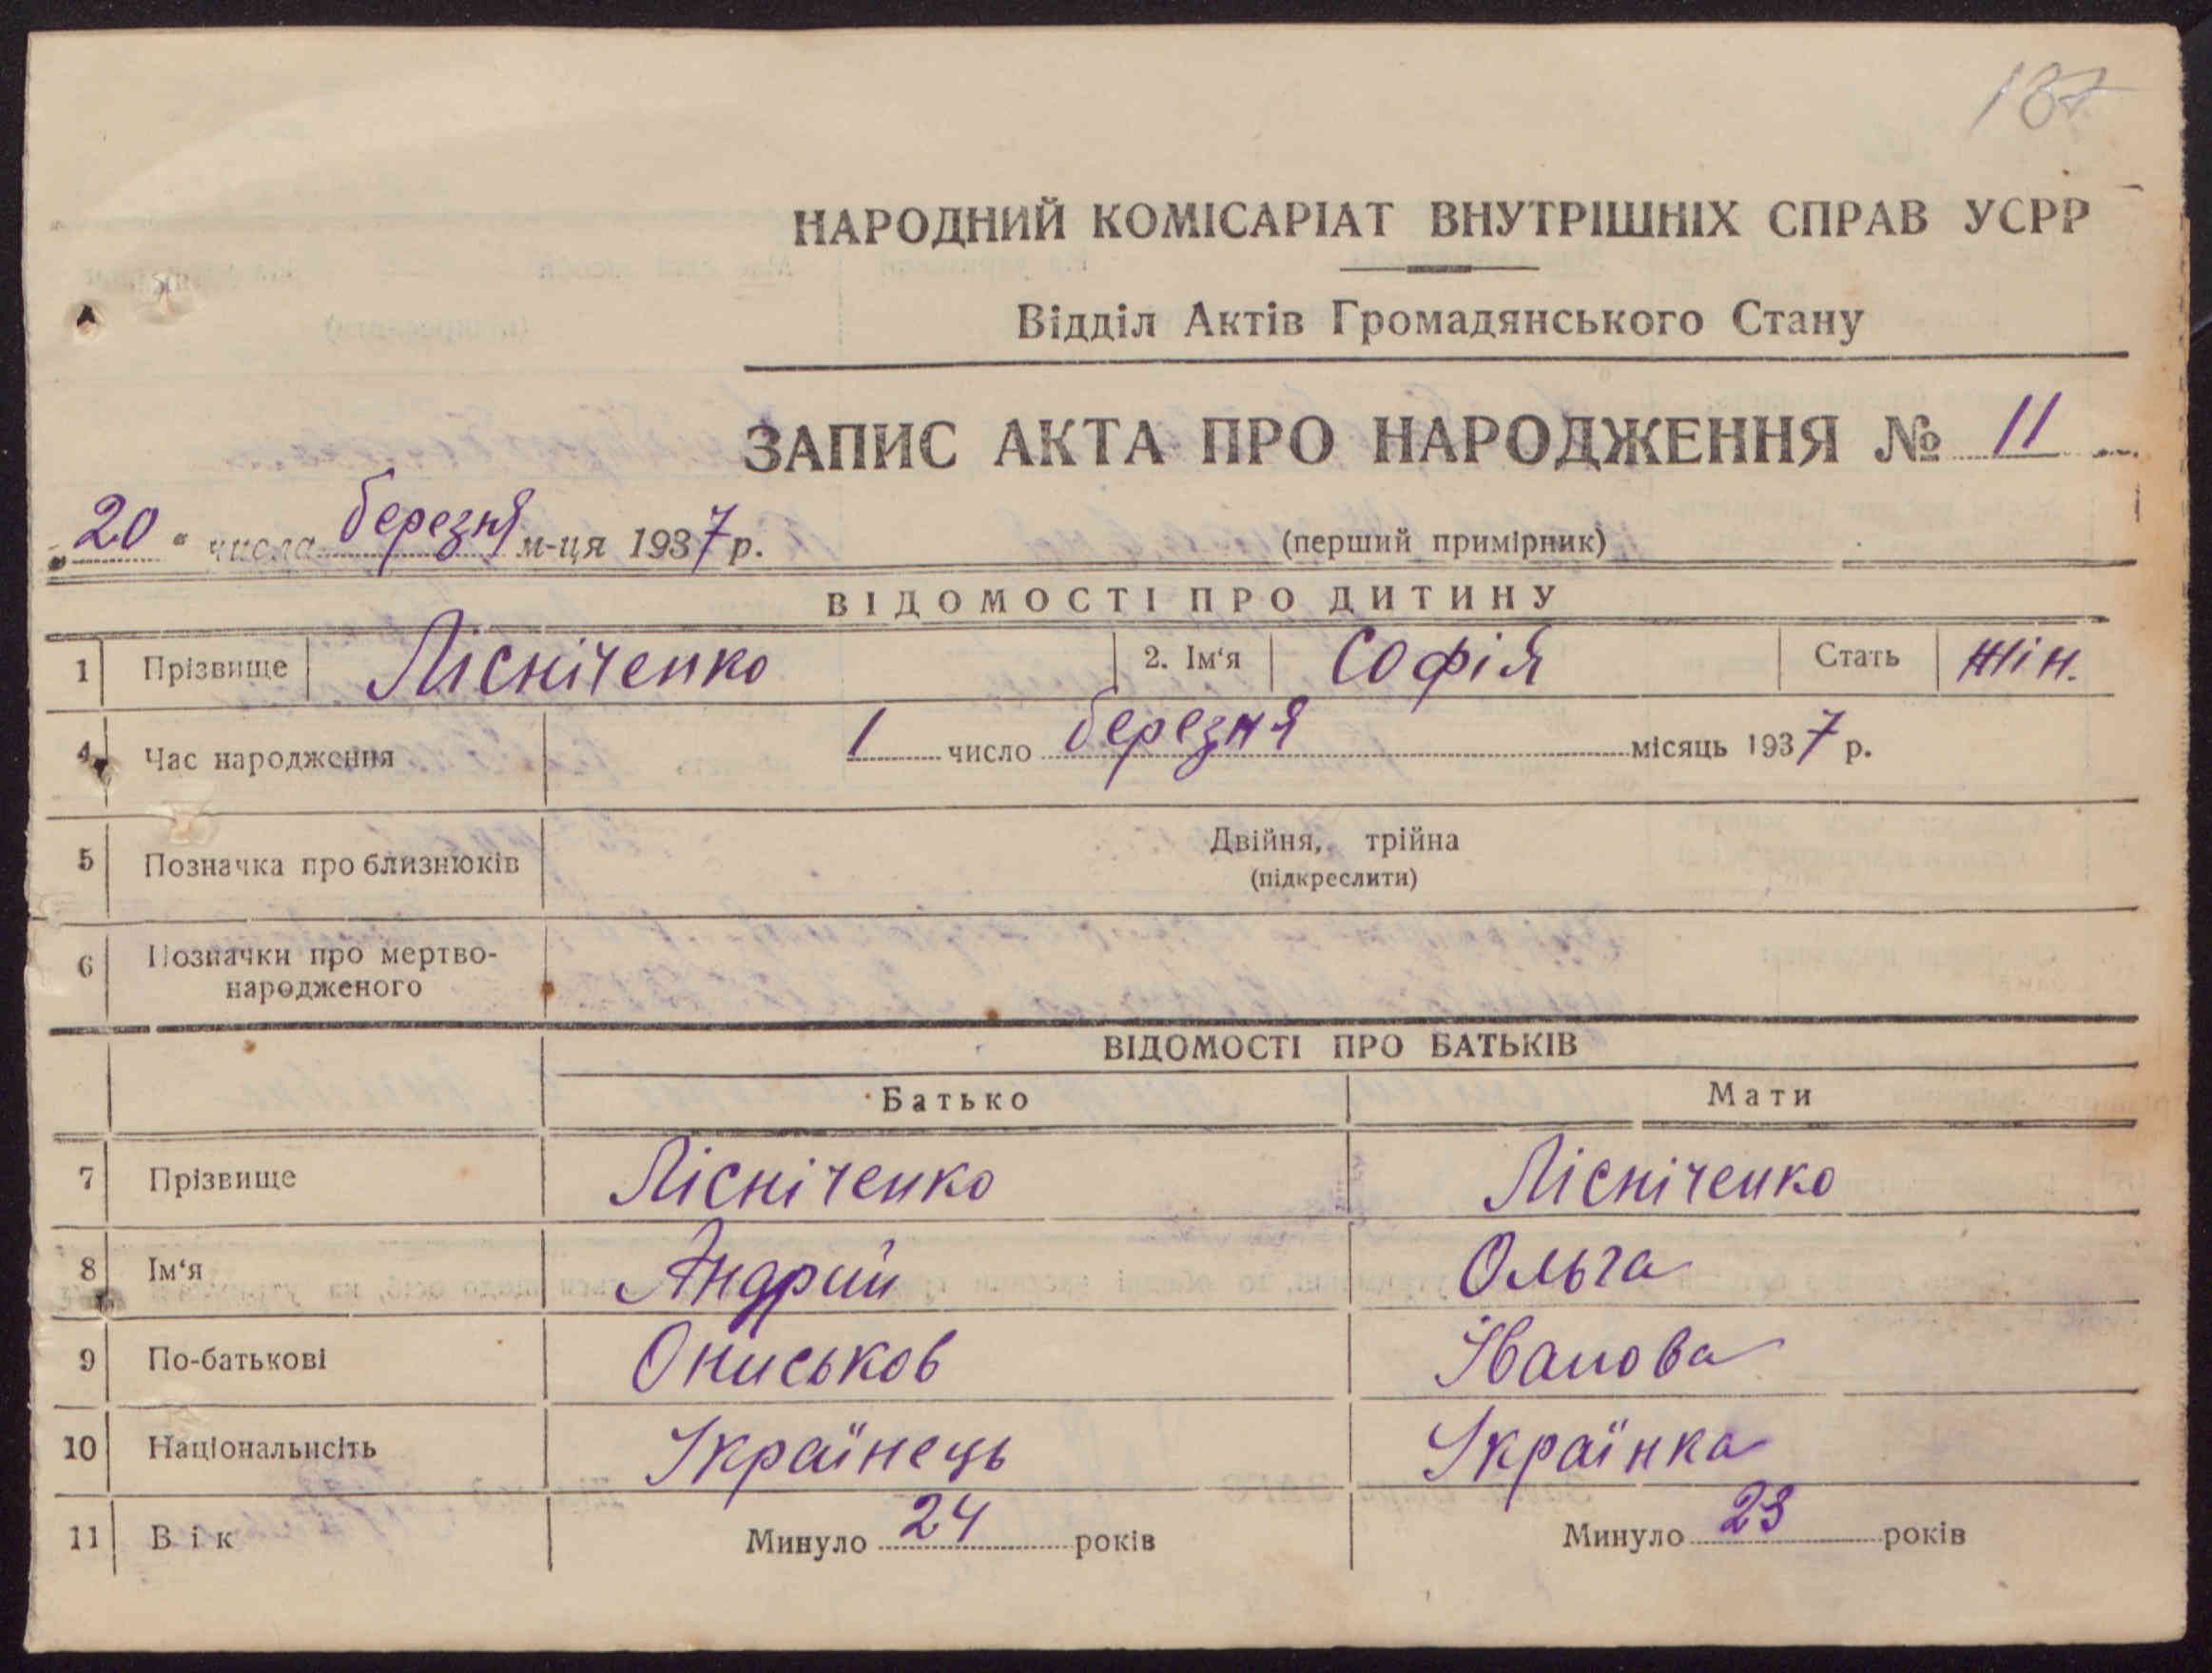 187
НАРОДНИЙ КОМІСАРІАТ ВНУТРІШНІХ СПРАВ УСРР
Відділ Актів Громадянського Стану
ЗАПИС АКТА ПРО НАРОДЖЕННЯ № 11
„20“ числа березня м-ця 1937 р. (перший примірник)
ВІДОМОСТІ ПРО ДИТИНУ
1 Прізвище Лісніченко 2. Ім‘я Софія Стать жін.
4 Час народження 1 число березня місяць 1937 р.
5 Позначка про близнюків Двійня, трійна
(підкреслити)
6 Позначки про мертво-
народженого
ВІДОМОСТІ ПРО БАТЬКІВ
Батько Мати
7 Прізвище Лісніченко Лісніченко
8 Ім‘я Андрій Ольга
9 По-батькові Ониськов Іванова
10 Національнсіть Українець Українка
11 Вік Минуло 24 років Минуло 23 років